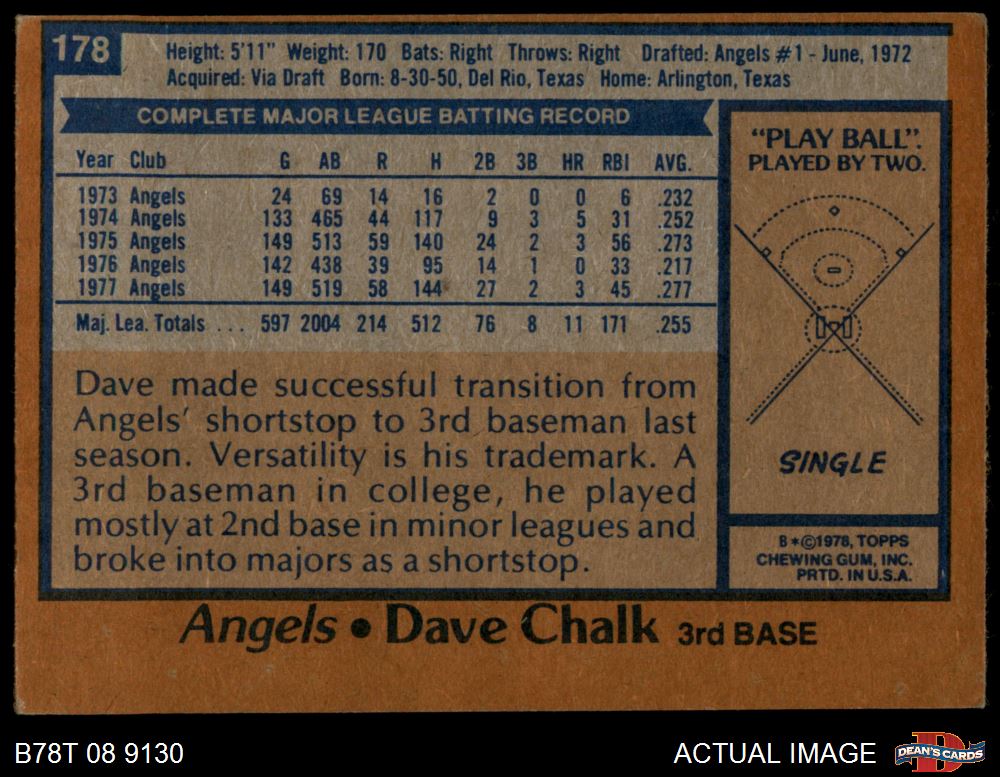 178
Height: 5'11" Weight: 170 Bats: Right Throws: Right Drafted: Angels #1 - June, 1972
Acquired: Via Draft Born: 8-30-50, Del Rio, Texas Home: Arlington, Texas
COMPLETE MAJOR LEAGUE BATTING RECORD
Year Club G AB R H 2B 3B HR RBI AVG.
1973 Angels 24 69 14 16 2 0 0 6 .232
1974 Angels 133 465 44 117 9 3 5 31 .252
1975 Angels 149 513 59 140 24 2 3 56 .273
1976 Angels 142 438 39 95 14 1 0 33 .217
1977 Angels 149 519 58 144 27 2 3 45 .277
Maj. Lea. Totals ... 597 2004 214 512 76 8 11 171 .255
Dave made successful transition from
Angels' shortstop to 3rd baseman last
season. Versatility is his trademark. A
3rd baseman in college, he played
mostly at 2nd base in minor leagues and
broke into majors as a shortstop.
"PLAY BALL".
PLAYED BY TWO.
SINGLE
B*©1978, TOPPS
CHEWING GUM, INC.
PRTD. IN U.S.A.
Angels • Dave Chalk 3rd BASE
B78T 08 9130
ACTUAL IMAGE
D
DEAN'S CARDS